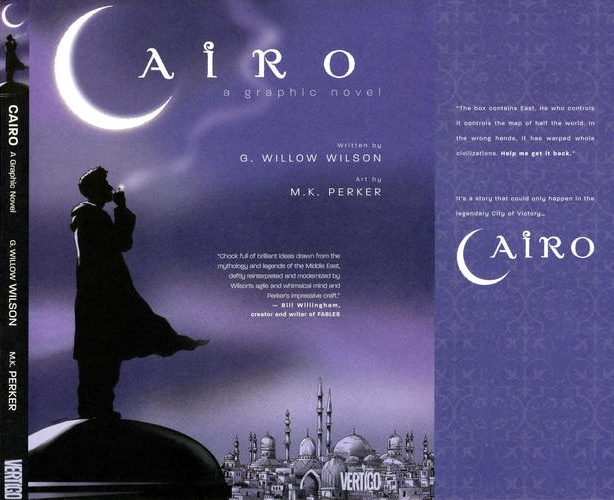 CAIRO A Graphic Novel
G. WILLOW WILSON
M.K. PERKER
VERTIGO
CAiRO
a graphic novel
Written by
G. WILLOW WILSON
Art by
M.K. PERKER
"Chock full of brilliant ideas drawn from the
mythology and legends of the Middle East,
deftly reinterpreted and modernized by
Wilson's agile and whimsical mind and
Perker's impressive craft."
— Bill Willingham,
creator and writer of FABLES
VERTIGO
"The box contains East. He who controls
it controls the map of half the world. In
the wrong hands, it has warped whole
civilizations. Help me get it back."
It's a story that could only happen in the
legendary City of Victory...
CAiRO